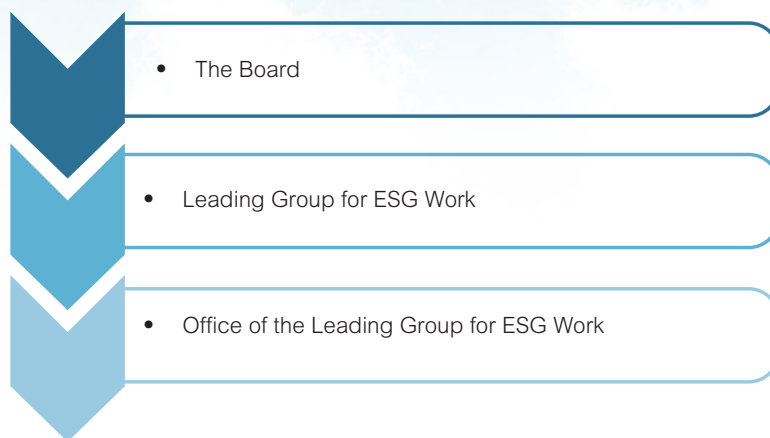 • The Board
• Leading Group for ESG Work
• Office of the Leading Group for ESG Work